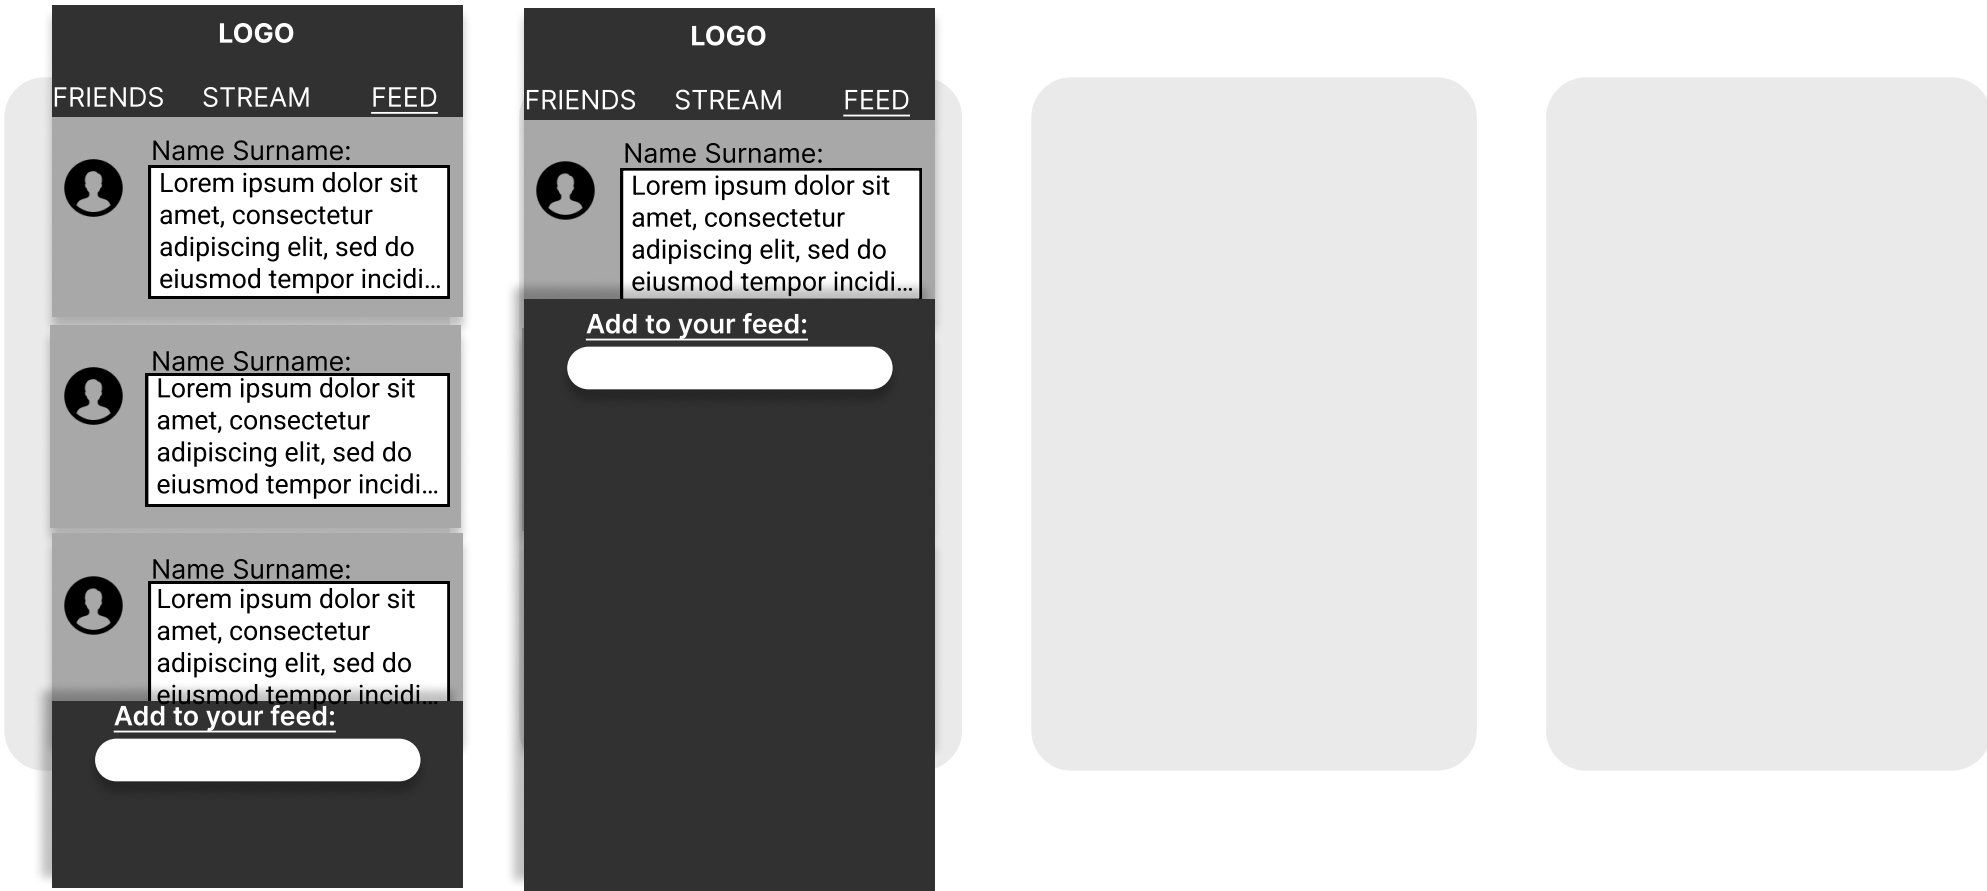 LOGO
FRIENDS STREAM FEED
Name Surname:
Lorem ipsum dolor sit
amet, consectetur
adipiscing elit, sed do
eiusmod tempor incidi...
Name Surname:
Lorem ipsum dolor sit
amet, consectetur
adipiscing elit, sed do
eiusmod tempor incidi...
Name Surname:
Lorem ipsum dolor sit
amet, consectetur
adipiscing elit, sed do
eiusmod tempor incidi...
Add to your feed:
LOGO
FRIENDS STREAM FEED
Name Surname:
Lorem ipsum dolor sit
amet, consectetur
adipiscing elit, sed do
eiusmod tempor incidi...
Add to your feed: